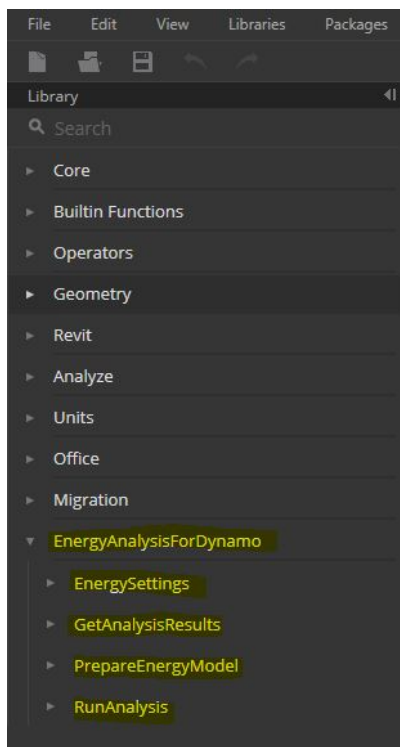 File Edit View Libraries Packages
Library
Search
Core
Builtin Functions
Operators
Geometry
Revit
Analyze
Units
Office
Migration
EnergyAnalysisForDynamo
EnergySettings
GetAnalysisResults
PrepareEnergyModel
RunAnalysis